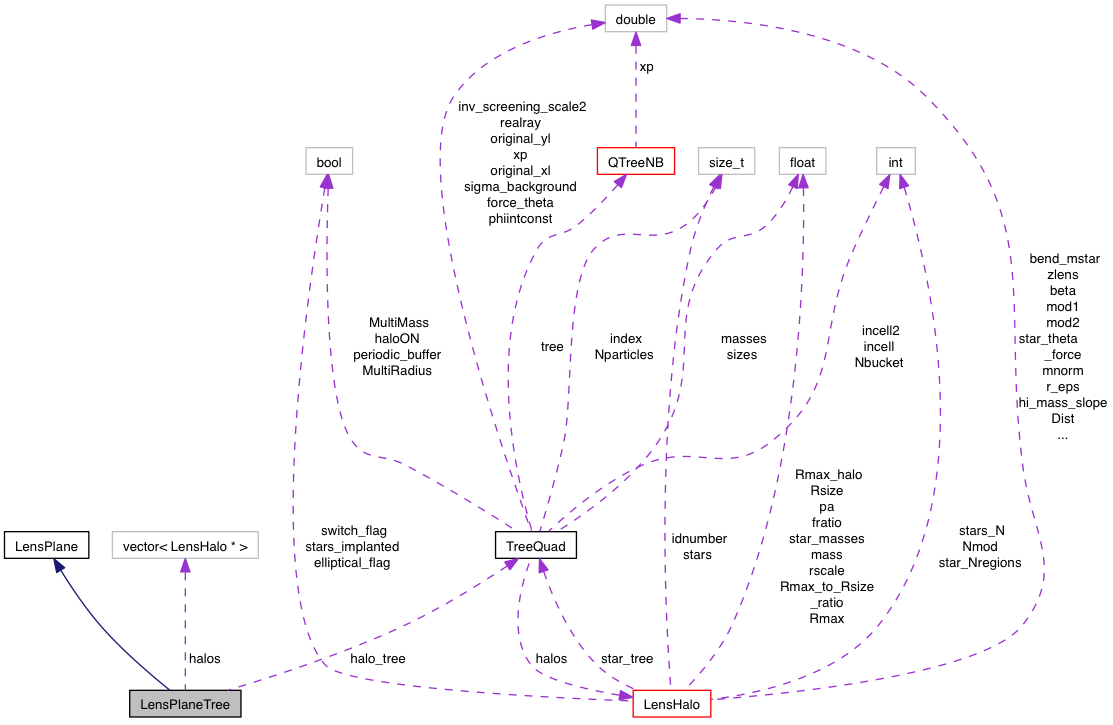 double
xp
inv_screening_scale2
realray
original_yl
xp
original_xl
sigma_background
force_theta
phiintconst
bool
QTreeNB
size_t
float
int
bend_mstar
zlens
beta
mod1
mod2
star_theta
_force
mnorm
r_eps
hi_mass_slope
Dist
...
MultiMass
haloON
periodic_buffer
MultiRadius
tree
index
Nparticles
masses
sizes
incell2
incell
Nbucket
Rmax_halo
Rsize
pa
fratio
star_masses
mass
rscale
Rmax_to_Rsize
_ratio
Rmax
switch_flag
stars_implanted
elliptical_flag
idnumber
stars
stars_N
Nmod
star_Nregions
LensPlane
vector< LensHalo * >
TreeQuad
halos
halo_tree
halos
star_tree
LensPlaneTree
LensHalo